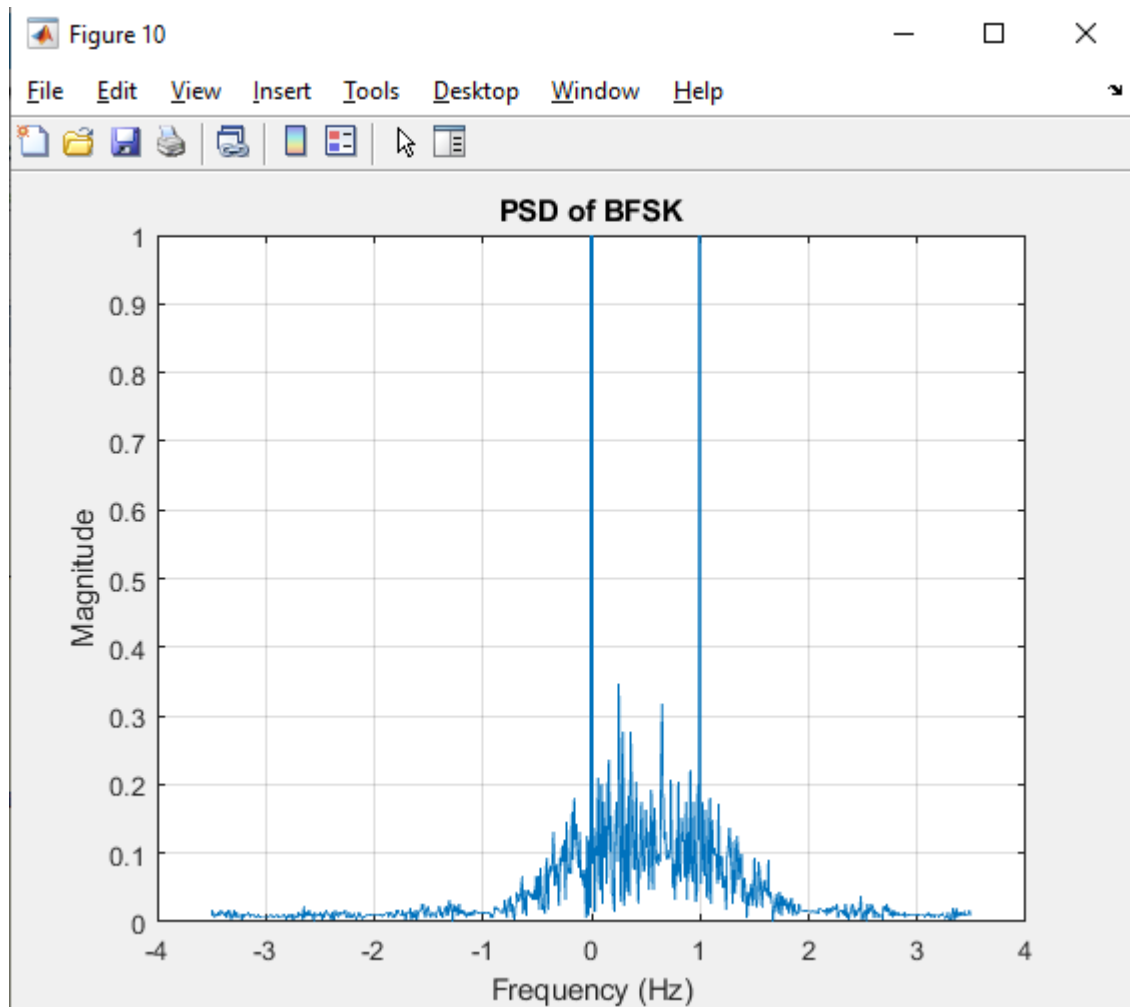 Figure 10
File Edit View Insert Tools Desktop Window Help
PSD of BFSK
1
0.9
0.8
0.7
0.6
0.5
0.4
0.3
0.2
0.1
0
Magnitude
-4 -3 -2 -1 0 1 2 3 4
Frequency (Hz)